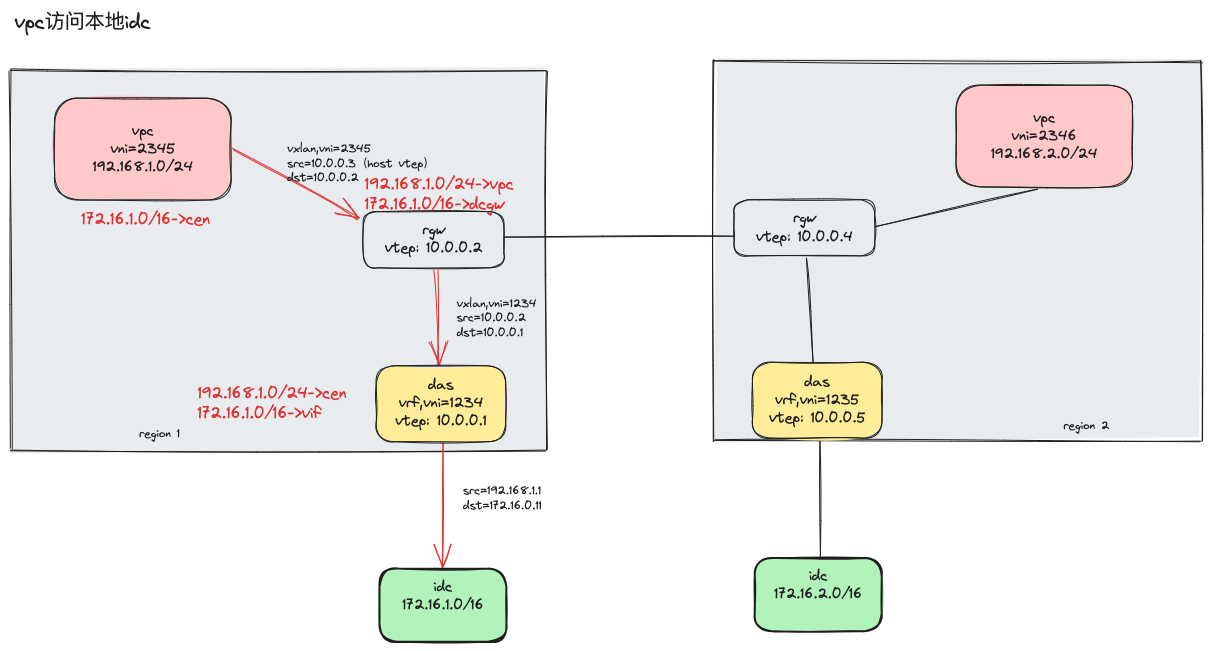 vpc访问本地idc
vpc
vni=2345
192.168.1.0/24
172.16.1.0/16->cen
vxlan,vni=2345
src=10.0.0.3 (host vtep)
dst=10.0.0.2
192.168.1.0/24->vpc
172.16.1.0/16->dcgw
rgw
vtep: 10.0.0.2
vxlan,vni=1234
src=10.0.0.2
dst=10.0.0.1
192.168.1.0/24->cen
172.16.1.0/16->vif
das
vrf,vni=1234
vtep: 10.0.0.1
region 1
src=192.168.1.1
dst=172.16.0.11
idc
172.16.1.0/16
vpc
vni=2346
192.168.2.0/24
rgw
vtep: 10.0.0.4
das
vrf,vni=1235
vtep: 10.0.0.5
region 2
idc
172.16.2.0/16